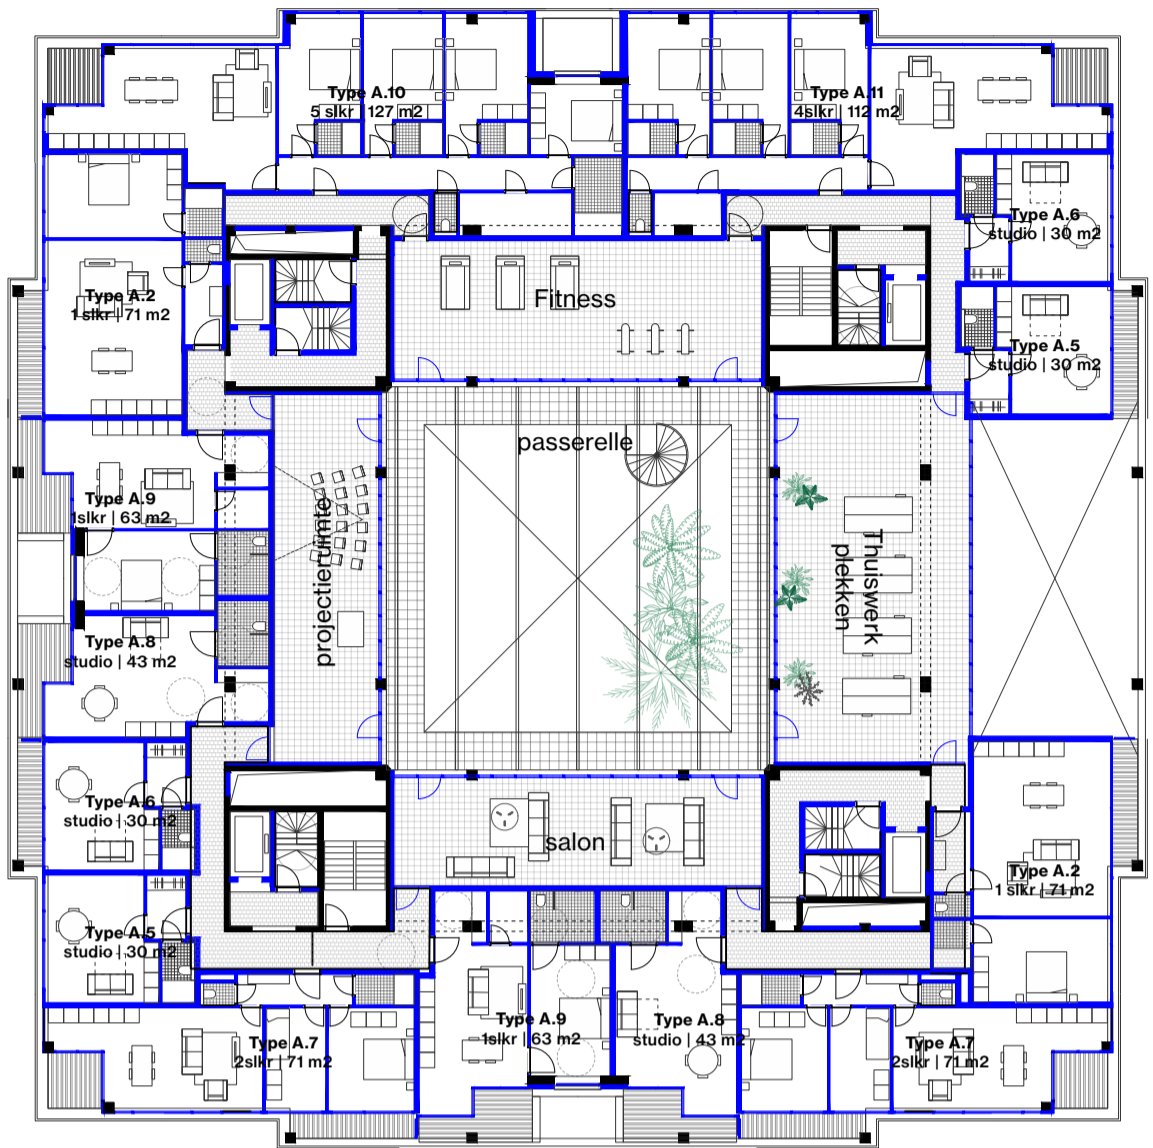 Type A.10
5 slkr | 127 m2
Type A.11
4slkr | 112 m2
Type A.6
studio | 30 m2
Type A.2
1 slkr | 71 m2
Fitness
Type A.5
studio | 30 m2
passerelle
Type A.9
1slkr | 63 m2
projectieruimte
Thuiswerk
plekken
Type A.8
studio | 43 m2
Type A.6
studio | 30 m2
salon
Type A.2
1 slkr | 71 m2
Type A.5
studio | 30 m2
Type A.9
1slkr | 63 m2
Type A.8
studio | 43 m2
Type A.7
2slkr | 71 m2
Type A.7
2slkr | 71 m2